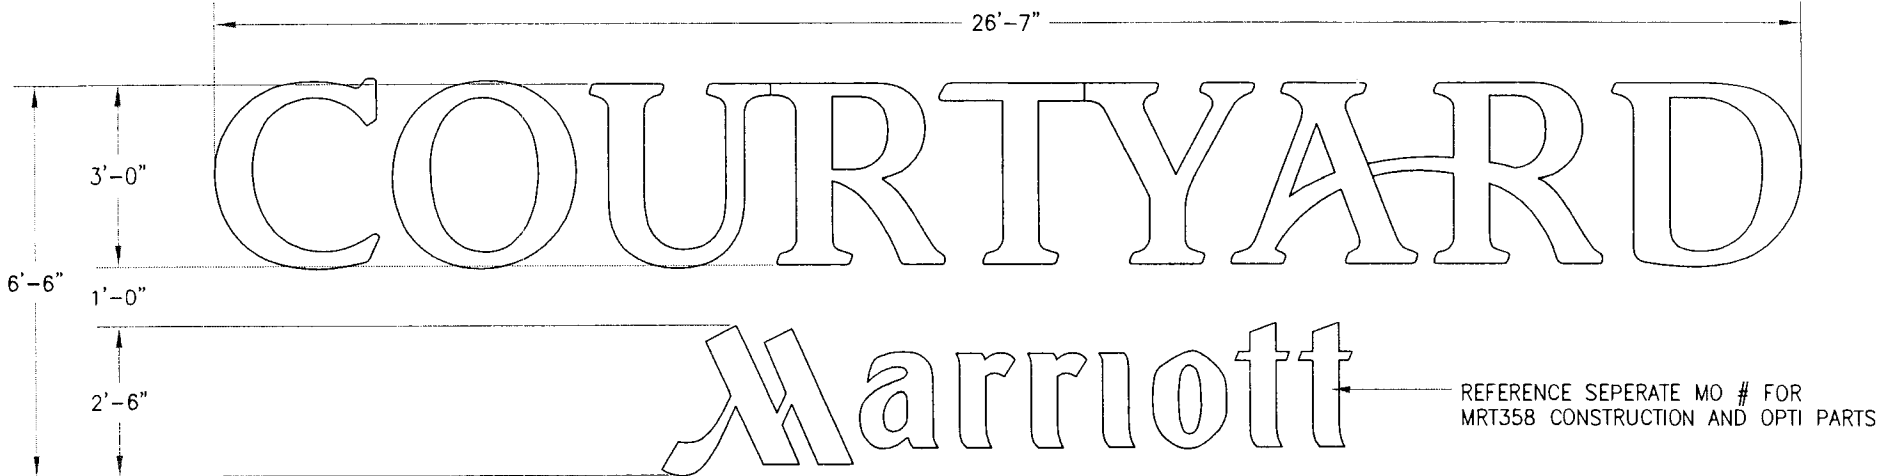 26'-7"
COURTYARD
3'-0"
6'-6"
1'-0"
Marriott
2'-6"
REFERENCE SEPERATE MO # FOR
MRT358 CONSTRUCTION AND OPTI PARTS